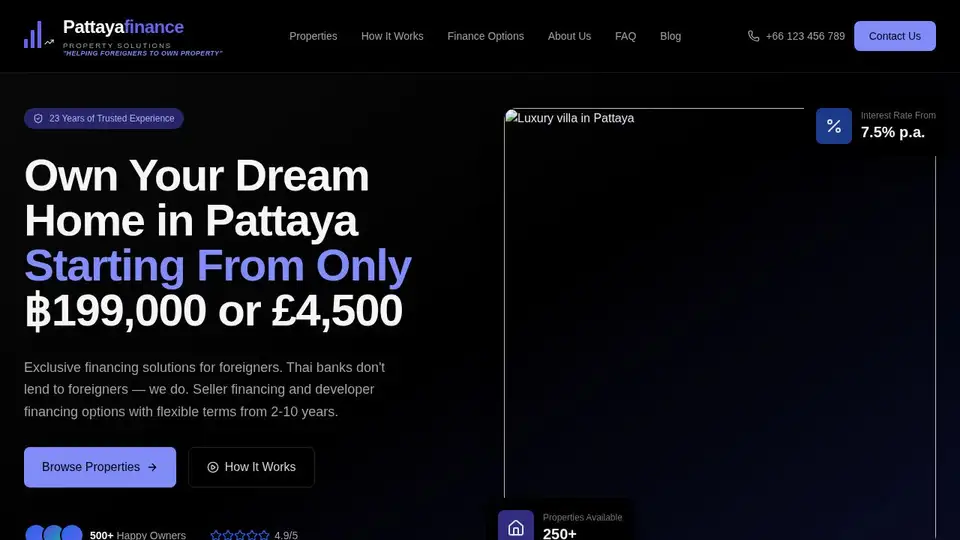 Pattayafinance
PROPERTY SOLUTIONS
"HELPING FOREIGNERS TO OWN PROPERTY"
Properties
How It Works
Finance Options
About Us
FAQ
Blog
+66 123 456 789
Contact Us
23 Years of Trusted Experience
Own Your Dream
Home in Pattaya
Starting From Only
฿199,000 or £4,500
Exclusive financing solutions for foreigners. Thai banks don't
lend to foreigners — we do. Seller financing and developer
financing options with flexible terms from 2-10 years.
Browse Properties
How It Works
500+ Happy Owners
4.9/5
Luxury villa in Pattaya
Interest Rate From
7.5% p.a.
Properties Available
250+